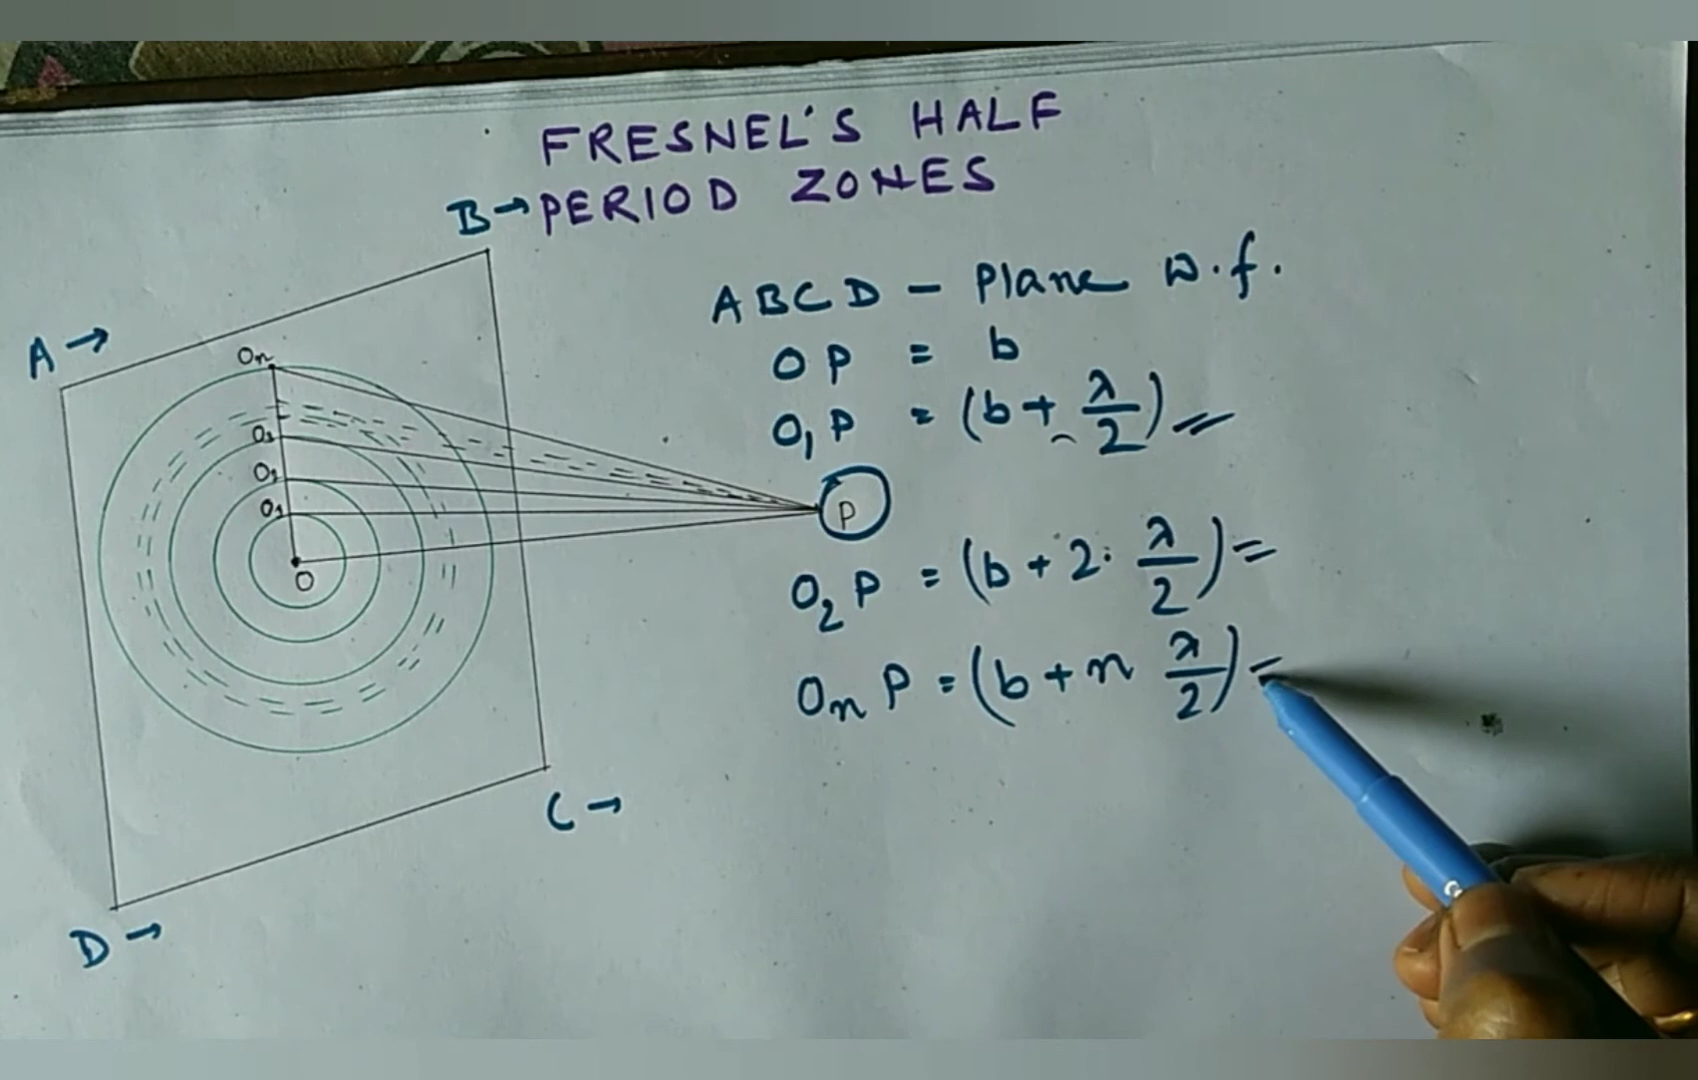 FRESNEL'S HALF
PERIOD ZONES
B→
A→
ABCD - Plane w.f.
OP = b
O₁P = (b + λ/2)
On
O₃
O₂
O₁
O
P
O₂P = (b + 2. λ/2)
OnP = (b + n λ/2)
C→
D→